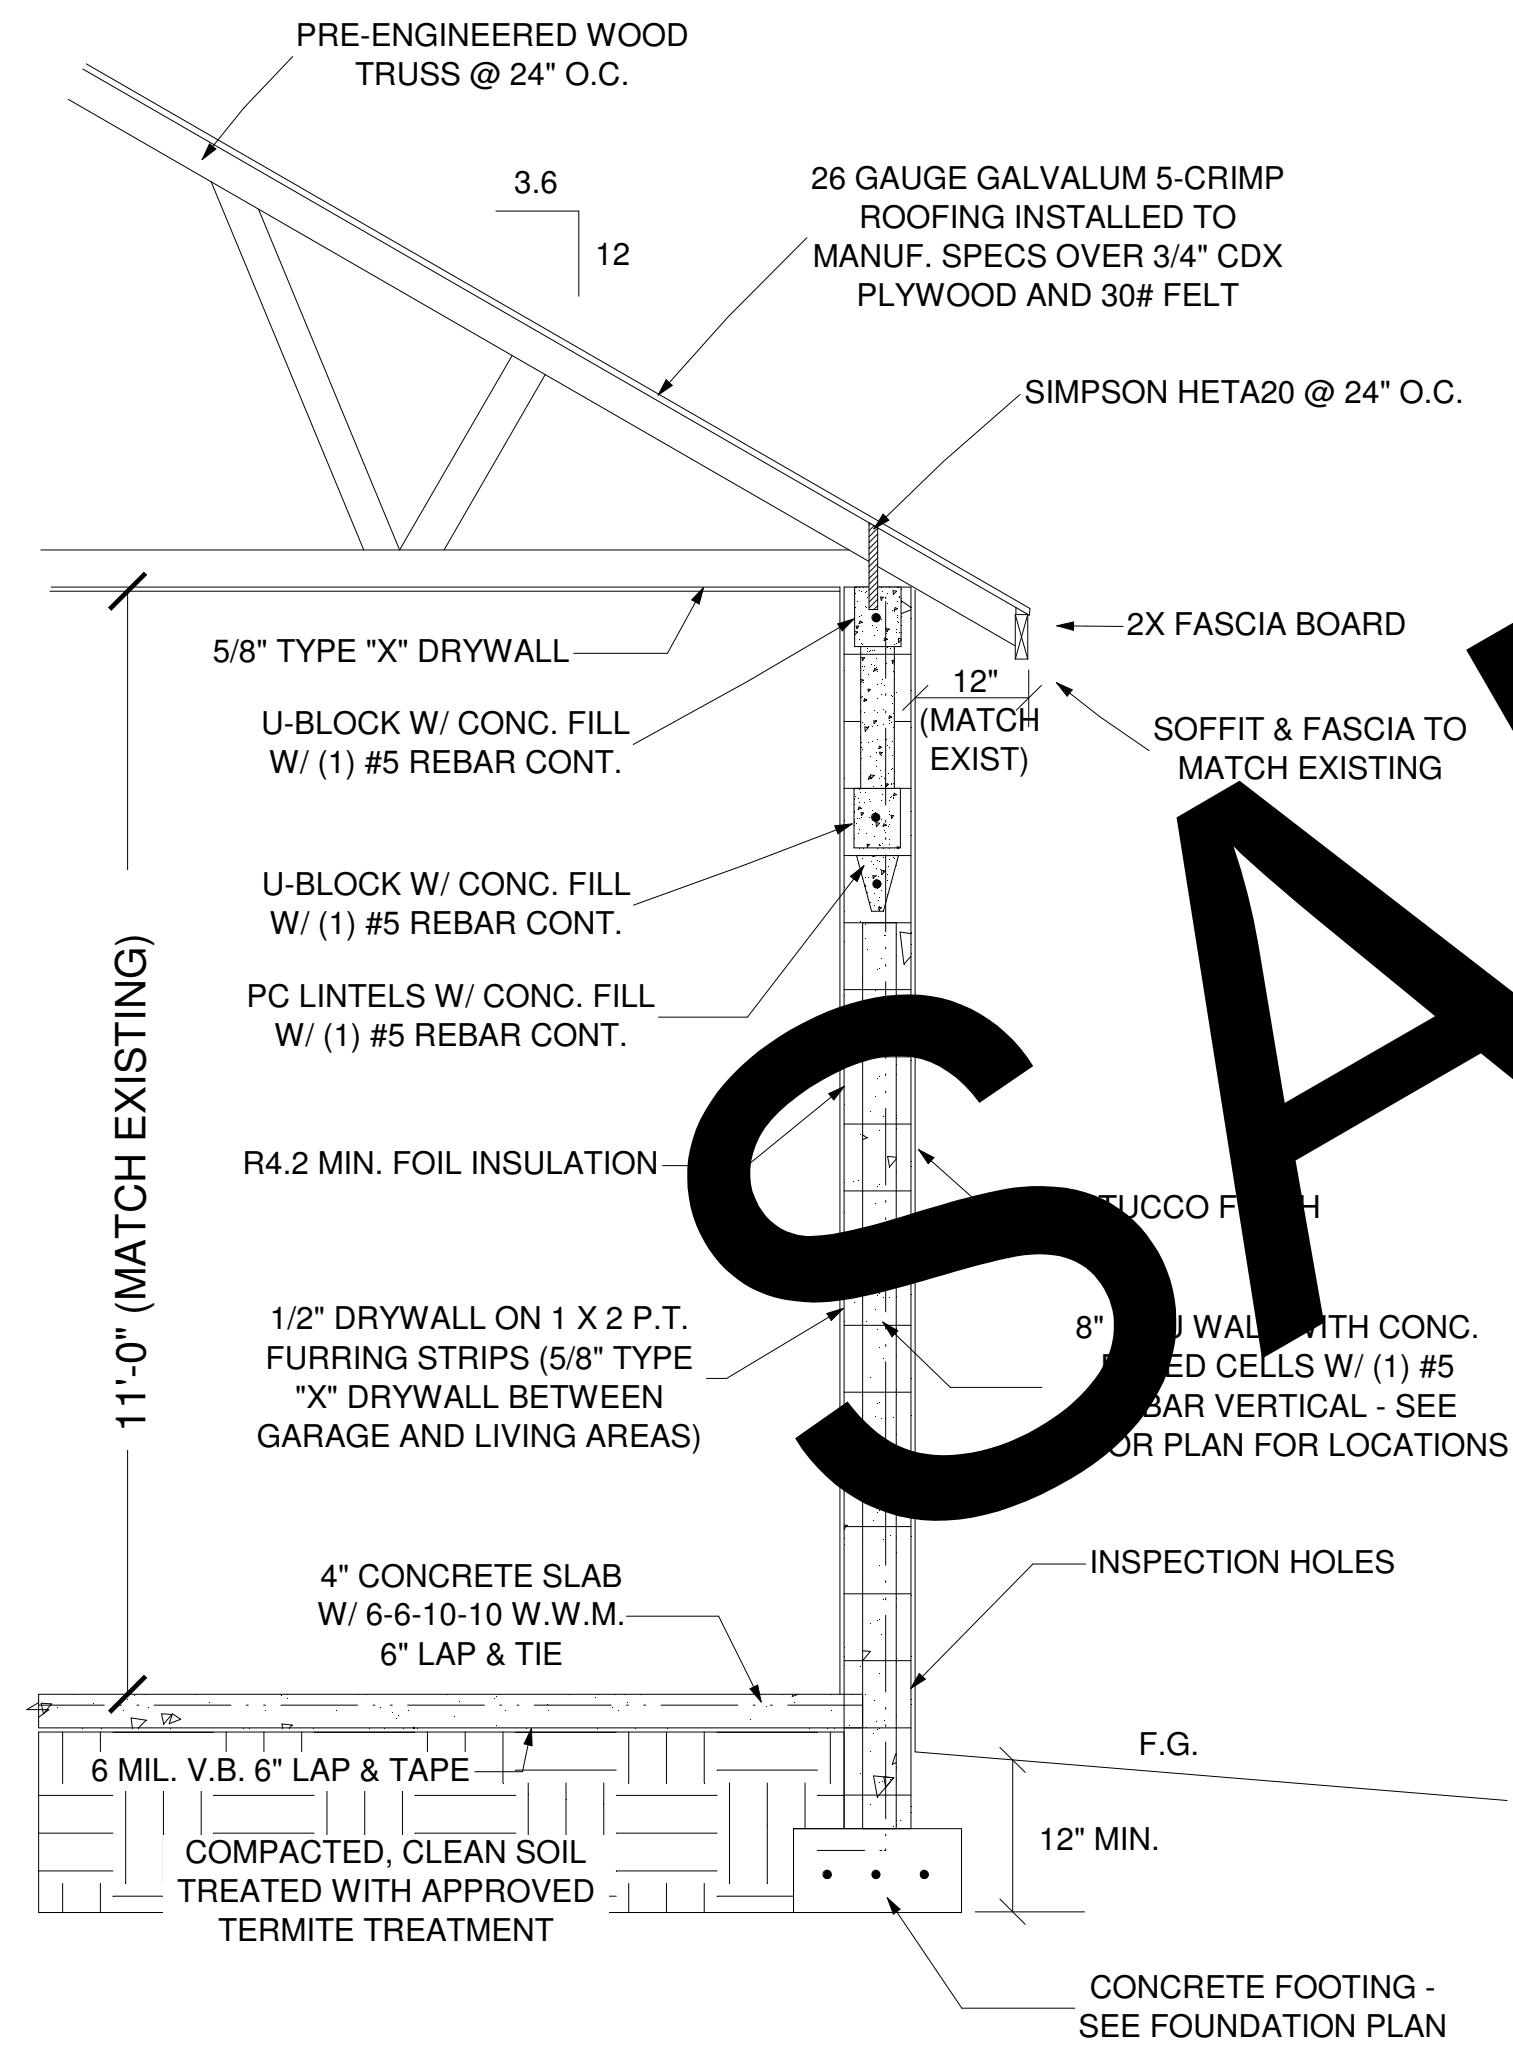 PRE-ENGINEERED WOOD
TRUSS @ 24" O.C.
3.6
12
26 GAUGE GALVALUM 5-CRIMP
ROOFING INSTALLED TO
MANUF. SPECS OVER 3/4" CDX
PLYWOOD AND 30# FELT
SIMPSON HETA20 @ 24" O.C.
2X FASCIA BOARD
5/8" TYPE "X" DRYWALL
12"
(MATCH
EXIST)
SOFFIT & FASCIA TO
MATCH EXISTING
U-BLOCK W/ CONC. FILL
W/ (1) #5 REBAR CONT.
U-BLOCK W/ CONC. FILL
W/ (1) #5 REBAR CONT.
PC LINTELS W/ CONC. FILL
W/ (1) #5 REBAR CONT.
11'-0" (MATCH EXISTING)
R4.2 MIN. FOIL INSULATION
1/2" DRYWALL ON 1 X 2 P.T.
FURRING STRIPS (5/8" TYPE
"X" DRYWALL BETWEEN
GARAGE AND LIVING AREAS)
8" CONC.
CELLS W/ (1) #5
VERTICAL - SEE
PLAN FOR LOCATIONS
SA
4" CONCRETE SLAB
W/ 6-6-10-10 W.W.M.
6" LAP & TIE
INSPECTION HOLES
F.G.
6 MIL. V.B. 6" LAP & TAPE
12" MIN.
COMPACTED, CLEAN SOIL
TREATED WITH APPROVED
TERMITE TREATMENT
CONCRETE FOOTING -
SEE FOUNDATION PLAN